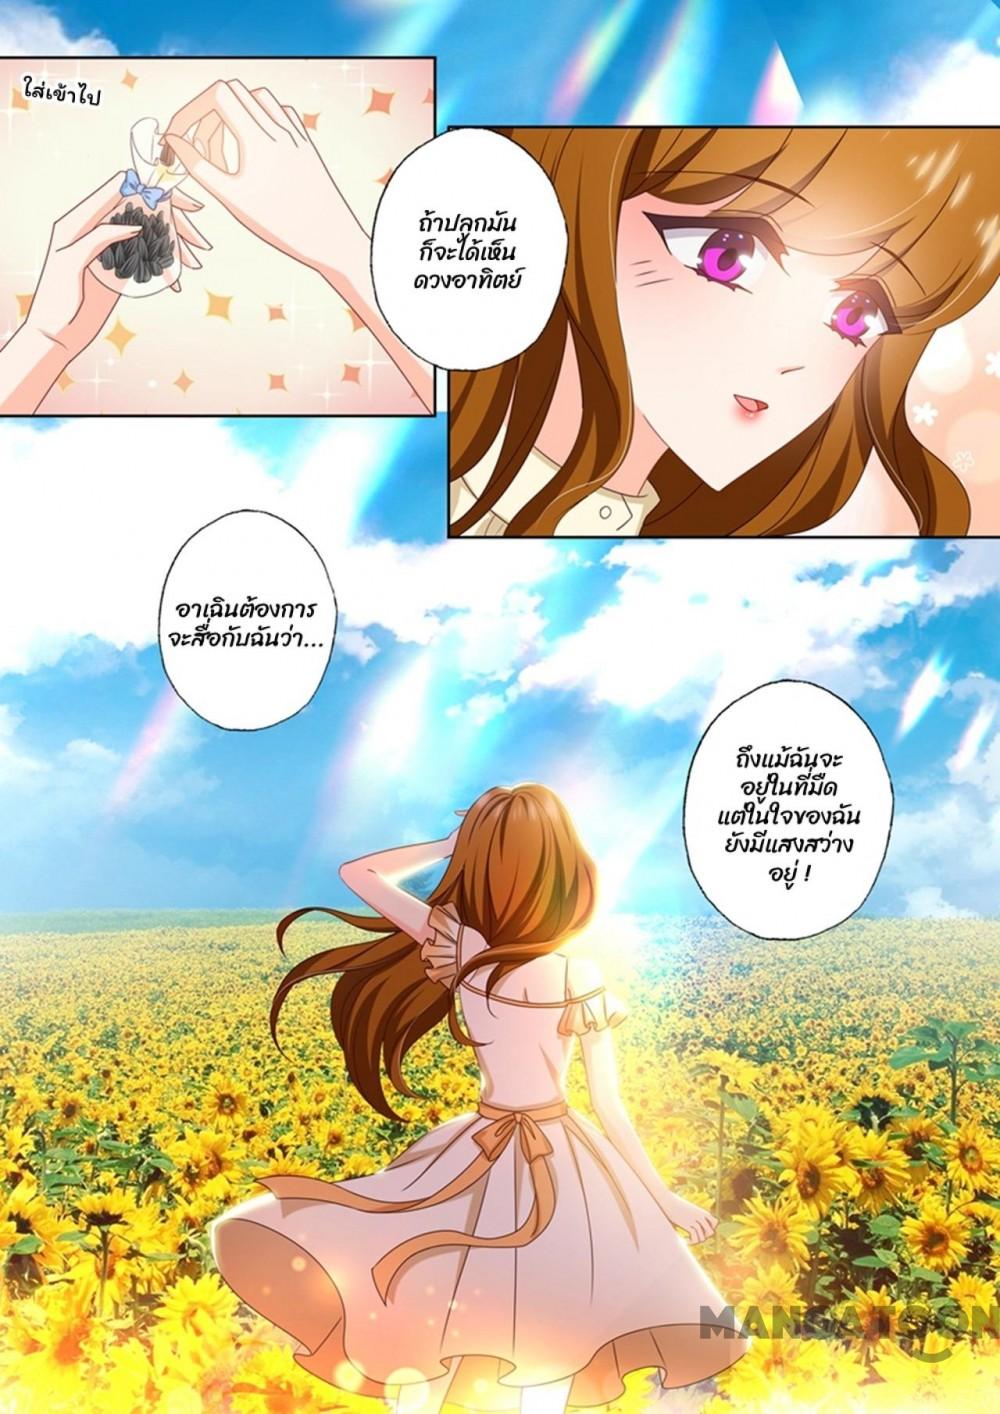 ใส่เข้าไป
ถ้าปลูกมัน
ก็จะได้เห็น
ดวงอาทิตย์
อาเฉินต้องการ
จะสื่อกับฉันว่า...
ถึงแม้ฉันจะ
อยู่ในที่มืด
แต่ในใจของฉัน
ยังมีแสงสว่าง
อยู่ !
MANGATOON